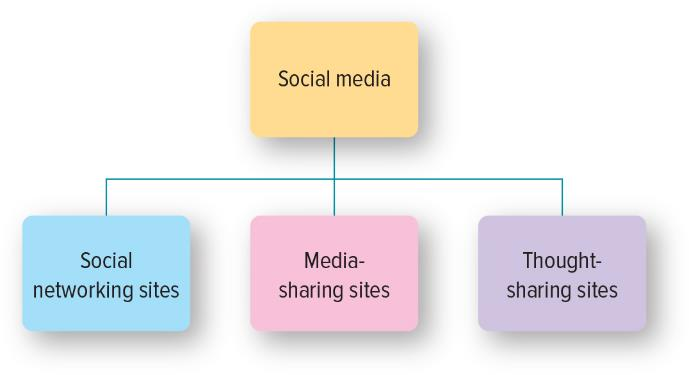 Social media
Social
networking sites
Media-
sharing sites
Thought-
sharing sites